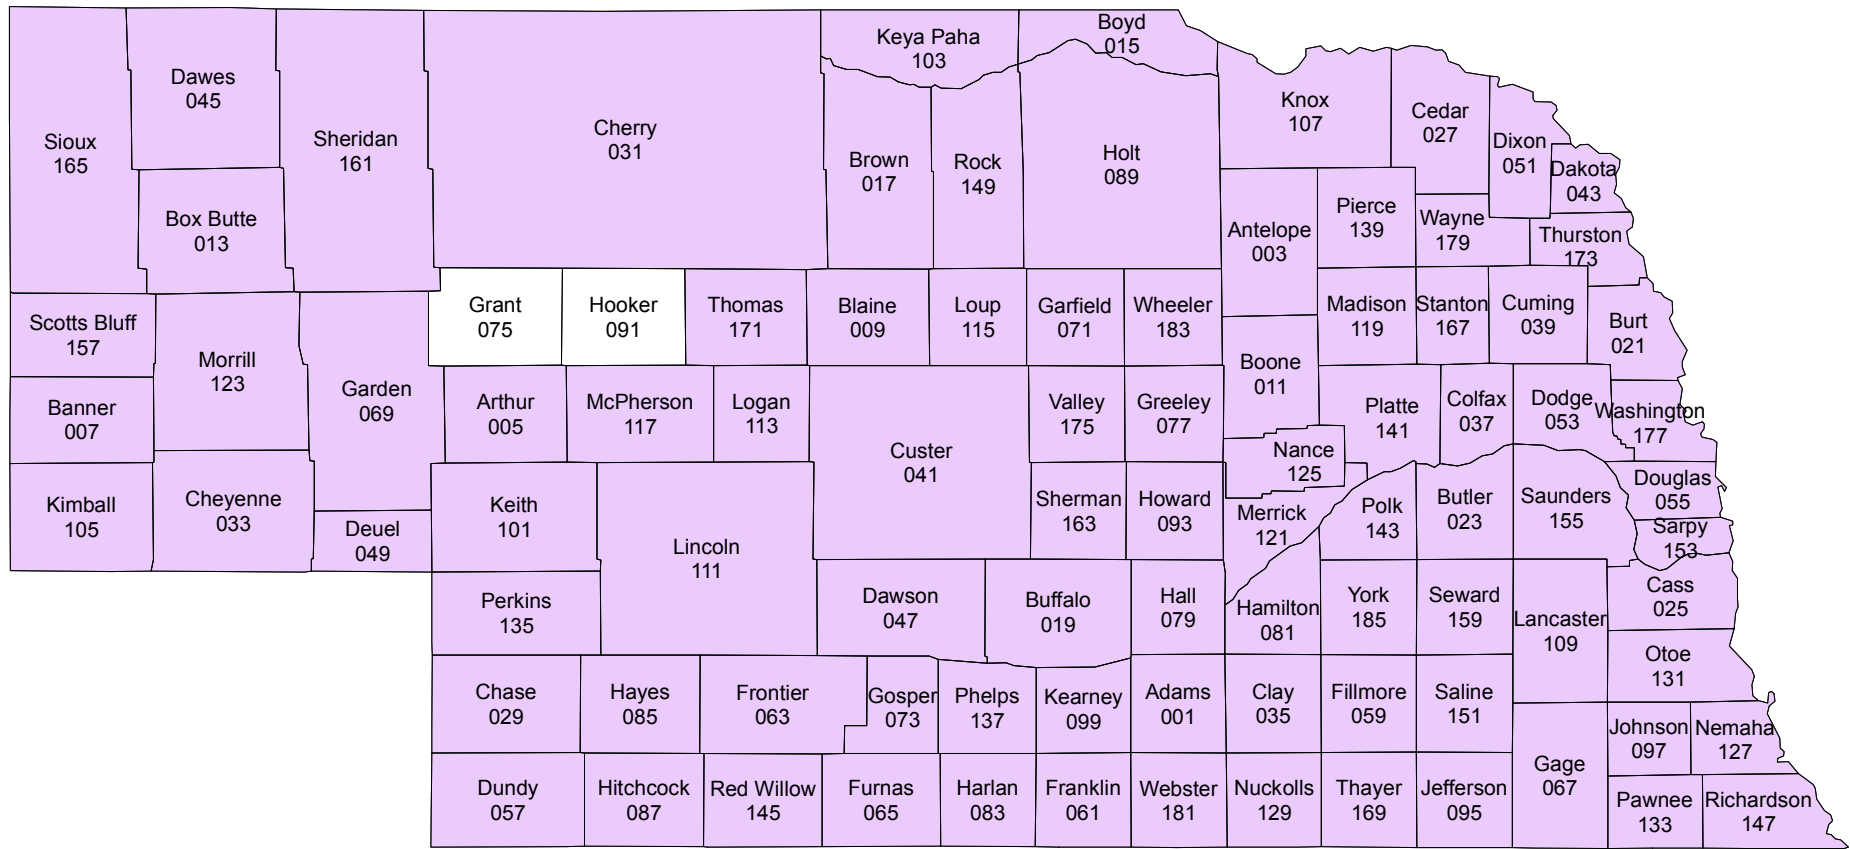 Boyd
015
Keya Paha
103
Dawes
045
Knox
107
Cedar
027
Sioux
165
Sheridan
161
Cherry
031
Brown
017
Rock
149
Holt
089
Dixon
051
Dakota
043
Box Butte
013
Antelope
003
Pierce
139
Wayne
179
Thurston
173
Scotts Bluff
157
Grant
075
Hooker
091
Thomas
171
Blaine
009
Loup
115
Garfield
071
Wheeler
183
Madison
119
Stanton
167
Cuming
039
Burt
021
Morrill
123
Garden
069
Boone
011
Banner
007
Arthur
005
McPherson
117
Logan
113
Custer
041
Valley
175
Greeley
077
Platte
141
Colfax
037
Dodge
053
Washington
177
Nance
125
Kimball
105
Cheyenne
033
Deuel
049
Keith
101
Lincoln
111
Sherman
163
Howard
093
Merrick
121
Polk
143
Butler
023
Saunders
155
Douglas
055
Sarpy
153
Perkins
135
Dawson
047
Buffalo
019
Hall
079
Hamilton
081
York
185
Seward
159
Lancaster
109
Cass
025
Otoe
131
Chase
029
Hayes
085
Frontier
063
Gosper
073
Phelps
137
Kearney
099
Adams
001
Clay
035
Fillmore
059
Saline
151
Johnson
097
Nemaha
127
Gage
067
Dundy
057
Hitchcock
087
Red Willow
145
Furnas
065
Harlan
083
Franklin
061
Webster
181
Nuckolls
129
Thayer
169
Jefferson
095
Pawnee
133
Richardson
147